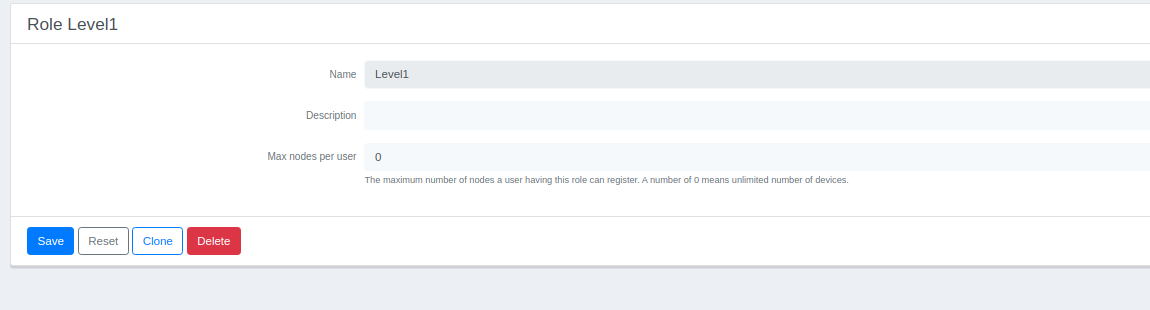 Role Level1
Name Level1
Description
Max nodes per user 0
The maximum number of nodes a user having this role can register. A number of 0 means unlimited number of devices.
Save Reset Clone Delete